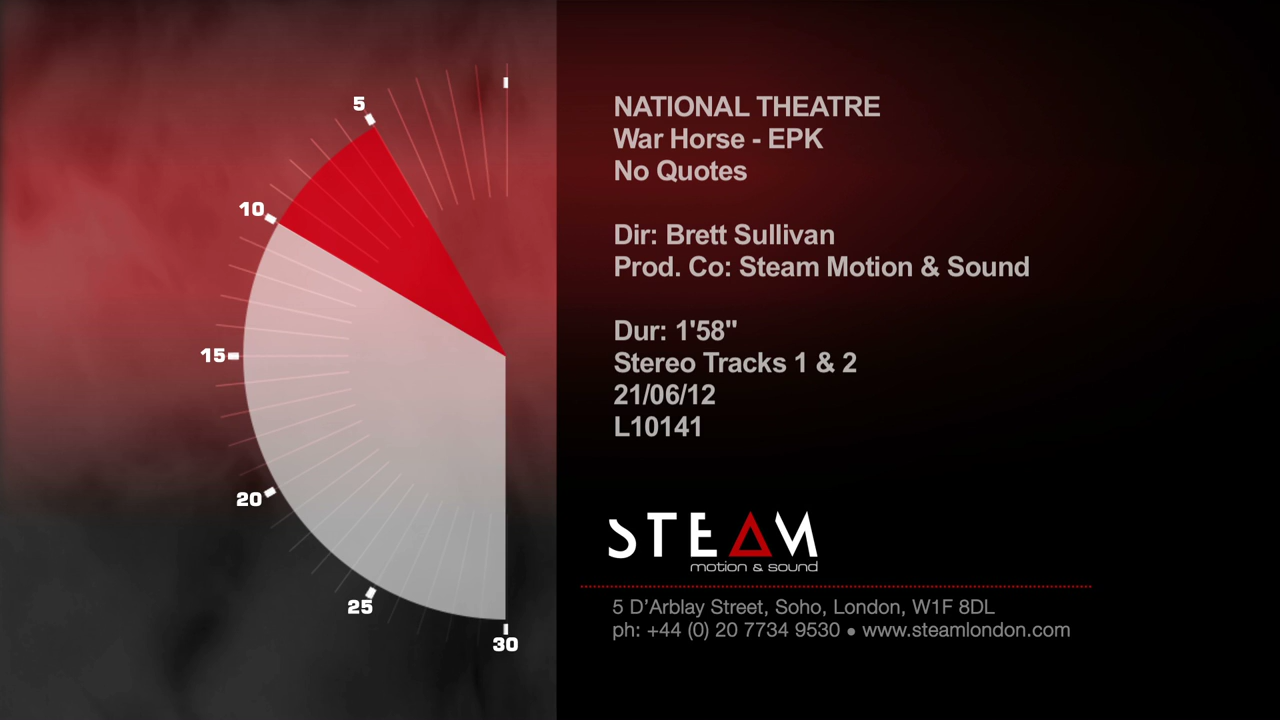 5
10
15
20
25
30
NATIONAL THEATRE
War Horse - EPK
No Quotes
Dir: Brett Sullivan
Prod. Co: Steam Motion & Sound
Dur: 1'58"
Stereo Tracks 1 & 2
21/06/12
L10141
STEAM
motion & sound
5 D’Arblay Street, Soho, London, W1F 8DL
ph: +44 (0) 20 7734 9530 ● www.steamlondon.com